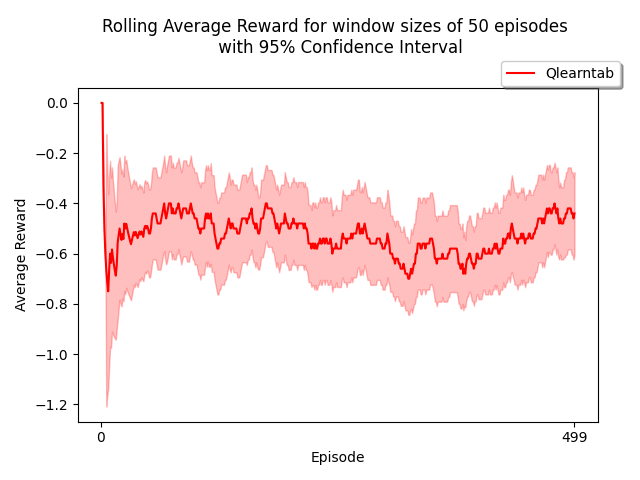 Rolling Average Reward for window sizes of 50 episodes
with 95% Confidence Interval
Qlearntab
0.0
−0.2
−0.4
−0.6
−0.8
−1.0
−1.2
Average Reward
0
499
Episode